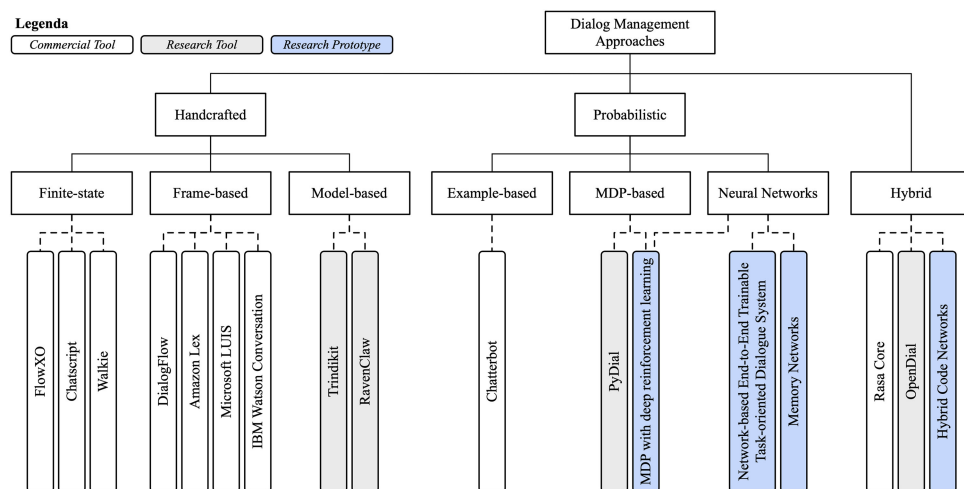 Legenda
Commercial Tool
Research Tool
Research Prototype
Dialog Management
Approaches
Handcrafted
Probabilistic
Finite-state
Frame-based
Model-based
Example-based
MDP-based
Neural Networks
Hybrid
FlowXO
Chatscript
Walkie
DialogFlow
Amazon Lex
Microsoft LUIS
IBM Watson Conversation
Trindikit
RavenClaw
Chatterbot
PyDial
MDP with deep reinforcement learning
Network-based End-to-End Trainable
Task-oriented Dialogue System
Memory Networks
Rasa Core
OpenDial
Hybrid Code Networks